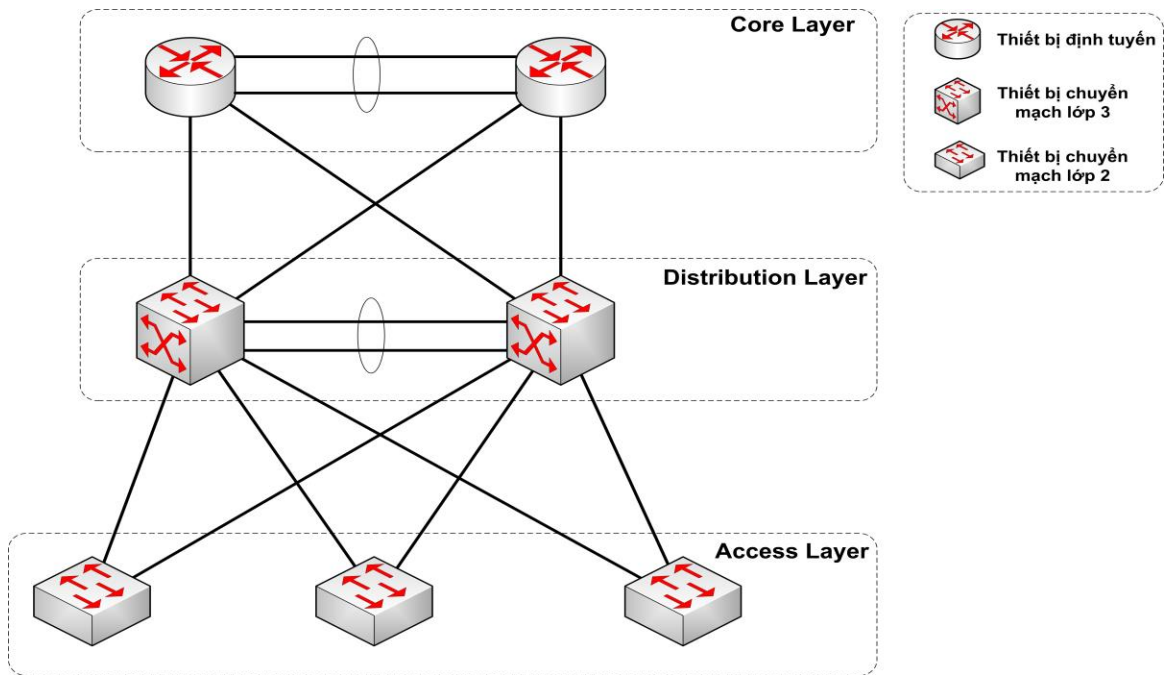 Core Layer
Thiết bị định tuyến
Thiết bị chuyển
mạch lớp 3
Thiết bị chuyển
mạch lớp 2
Distribution Layer
Access Layer